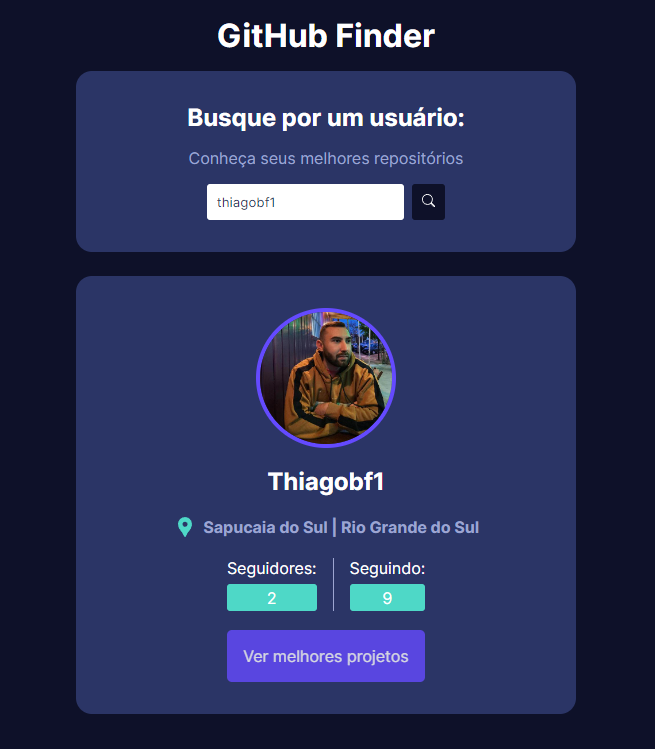 GitHub Finder
Busque por um usuário:
Conheça seus melhores repositórios
thiagobf1
Thiagobf1
Sapucaia do Sul | Rio Grande do Sul
Seguidores: Seguindo:
2 9
Ver melhores projetos